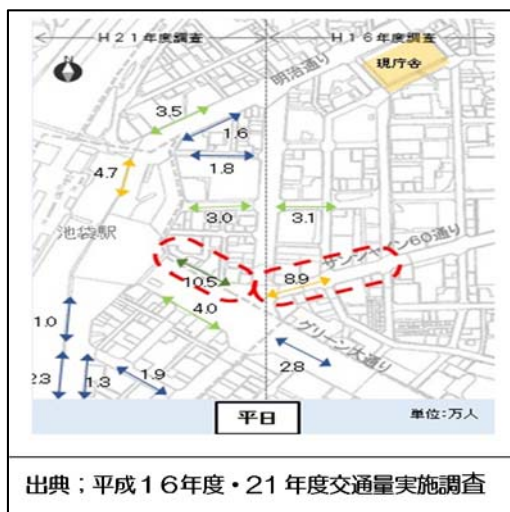 H21年度調査 H16年度調査
現庁舎
明治通り
3.5
1.6
1.8
4.7
3.0 3.1
池袋駅
サンシャイン60通り
10.5 8.9
4.0
グリーン大通り
1.0
2.8
2.3 1.3 1.9
平日
単位:万人
出典;平成16年度・21年度交通量実施調査